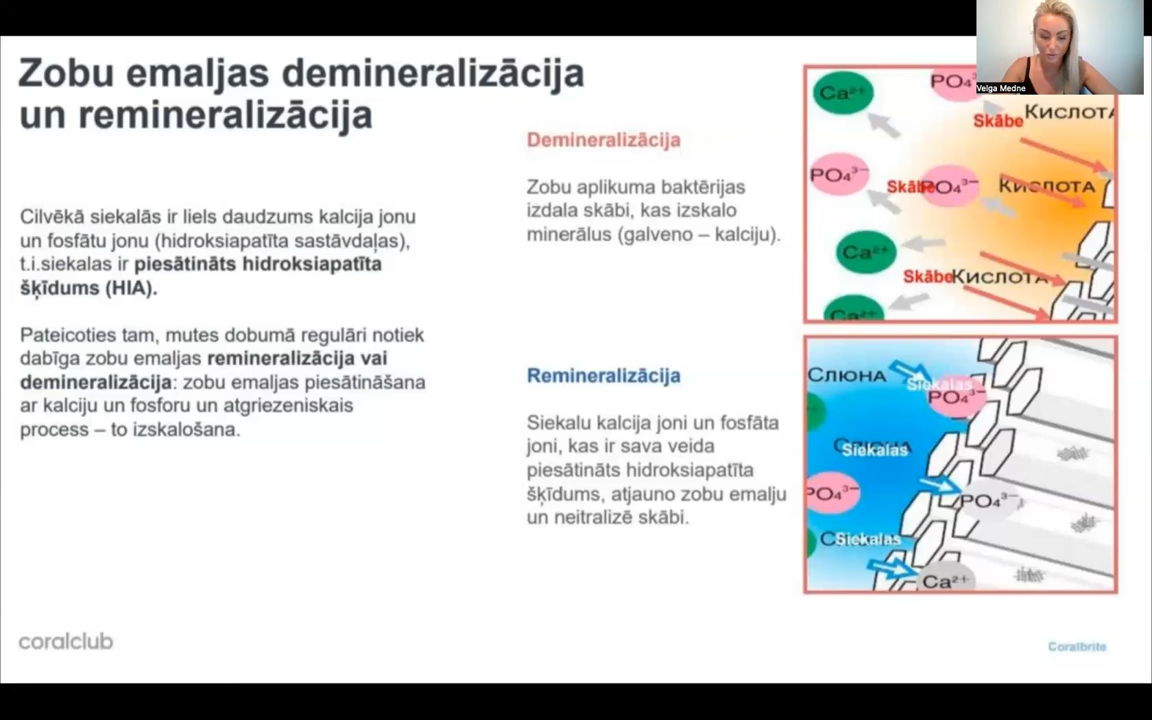 Zobu emaljas demineralizācija
un remineralizācija
Cilvēkā siekalās ir liels daudzums kalcija jonu
un fosfātu jonu (hidroksiapatīta sastāvdaļas),
t.i.siekalas ir piesātināts hidroksiapatīta
šķīdums (HIA).
Pateicoties tam, mutes dobumā regulāri notiek
dabīga zobu emaljas remineralizācija vai
demineralizācija: zobu emaljas piesātināšana
ar kalciju un fosforu un atgriezeniskais
process – to izskalošana.
Demineralizācija
Zobu aplikuma baktērijas
izdala skābi, kas izskalo
minerālus (galveno – kalciju).
Remineralizācija
Siekalu kalcija joni un fosfāta
joni, kas ir sava veida
piesātināts hidroksiapatīta
šķīdums, atjauno zobu emalju
un neitralizē skābi.
Velga Medne
Ca²⁺
PO₄
Skābe КИСЛОТА
PO₄³⁻
Skābe PO₄³⁻ КИСЛОТА
Ca²⁺
Skābe КИСЛОТА
Ca²⁺
СЛЮНА Siekalas
PO₄³⁻
Siekalas
PO₄³⁻
PO₄³⁻
Siekalas
Ca²⁺
coralclub
Coralbrite